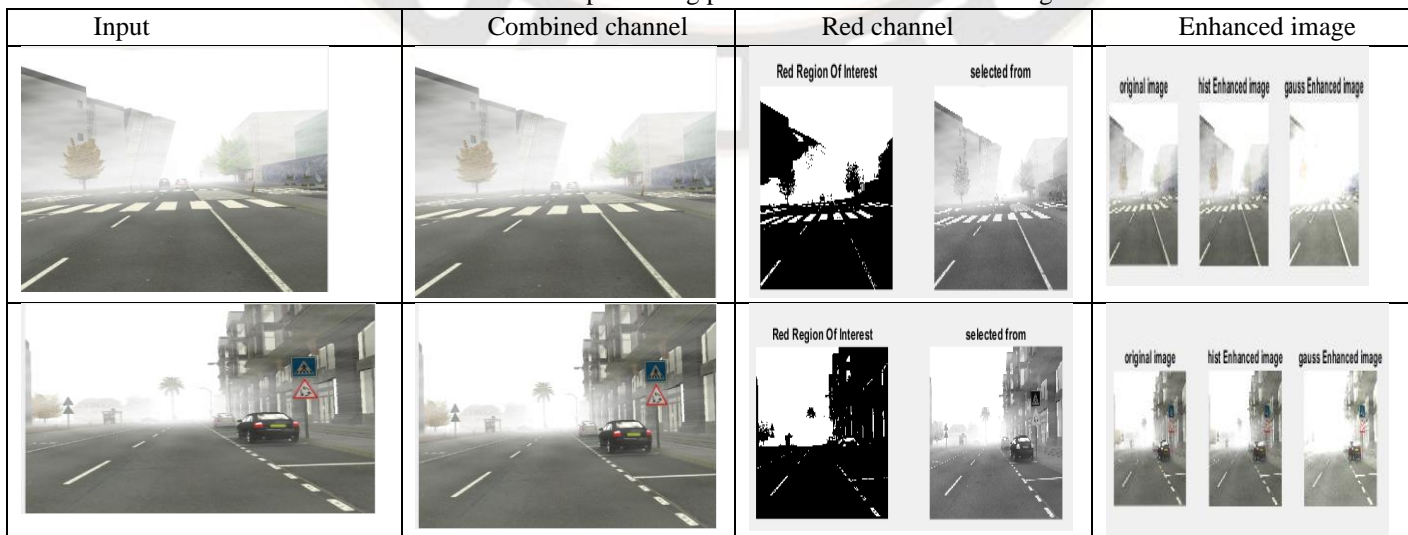 Input Combined channel Red channel Enhanced image
Red Region Of Interest selected from
original image hist Enhanced image gauss Enhanced image
Red Region Of Interest selected from
original image hist Enhanced image gauss Enhanced image